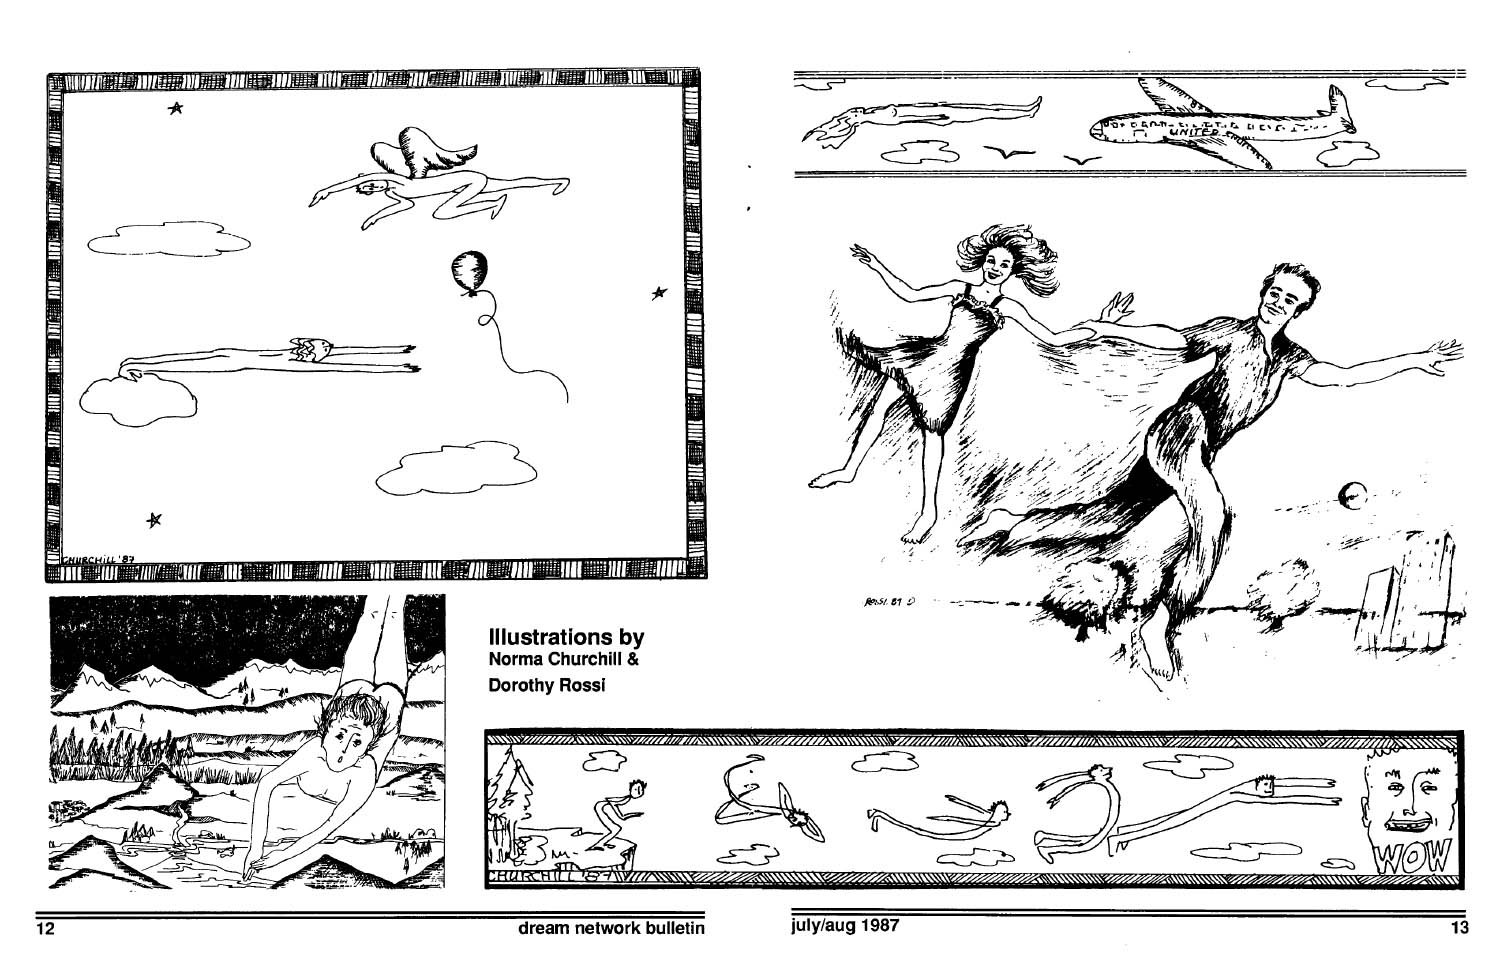 CHURCHILL '87
Illustrations by
Norma Churchill &
Dorothy Rossi
12
dream network bulletin
UNITED
ROSSI. 87
CHURCHILL '87
WOW
july/aug 1987
13